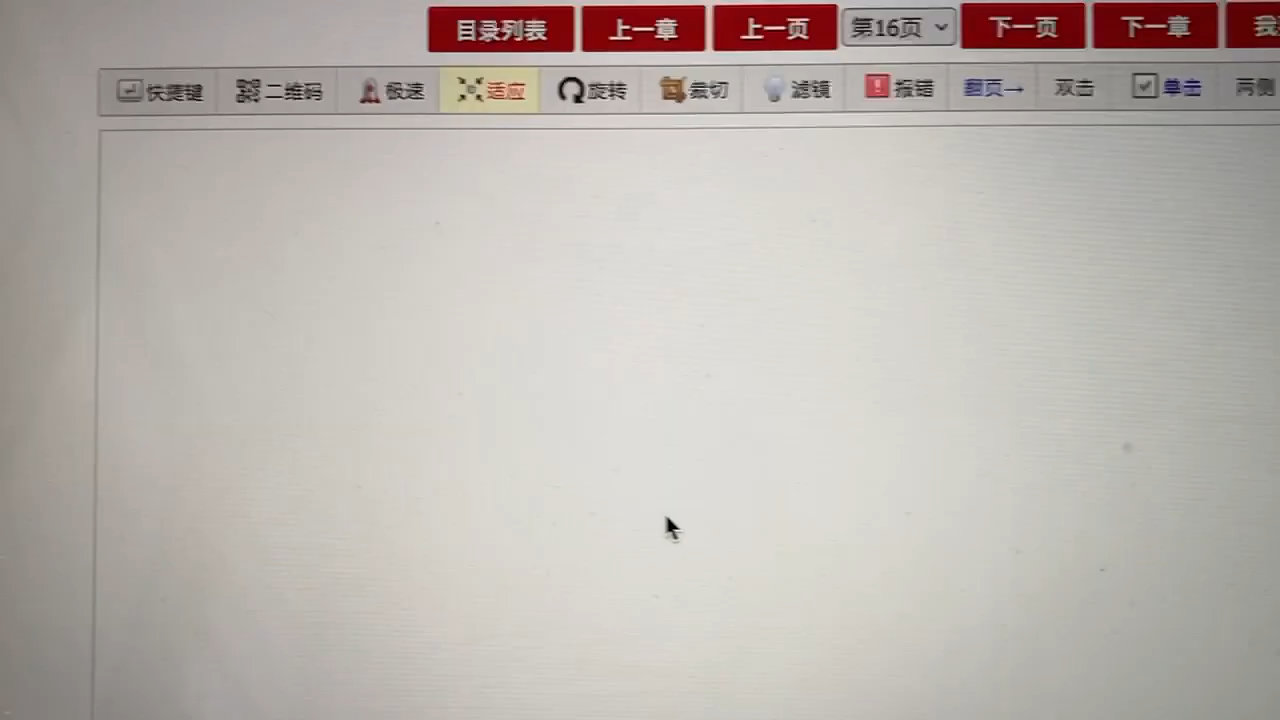 目录列表 上一章 上一页 第16页 下一页 下一章
快捷键 二维码 极速 适应 旋转 裁切 滤镜 报错 翻页→ 双击 单击 两侧